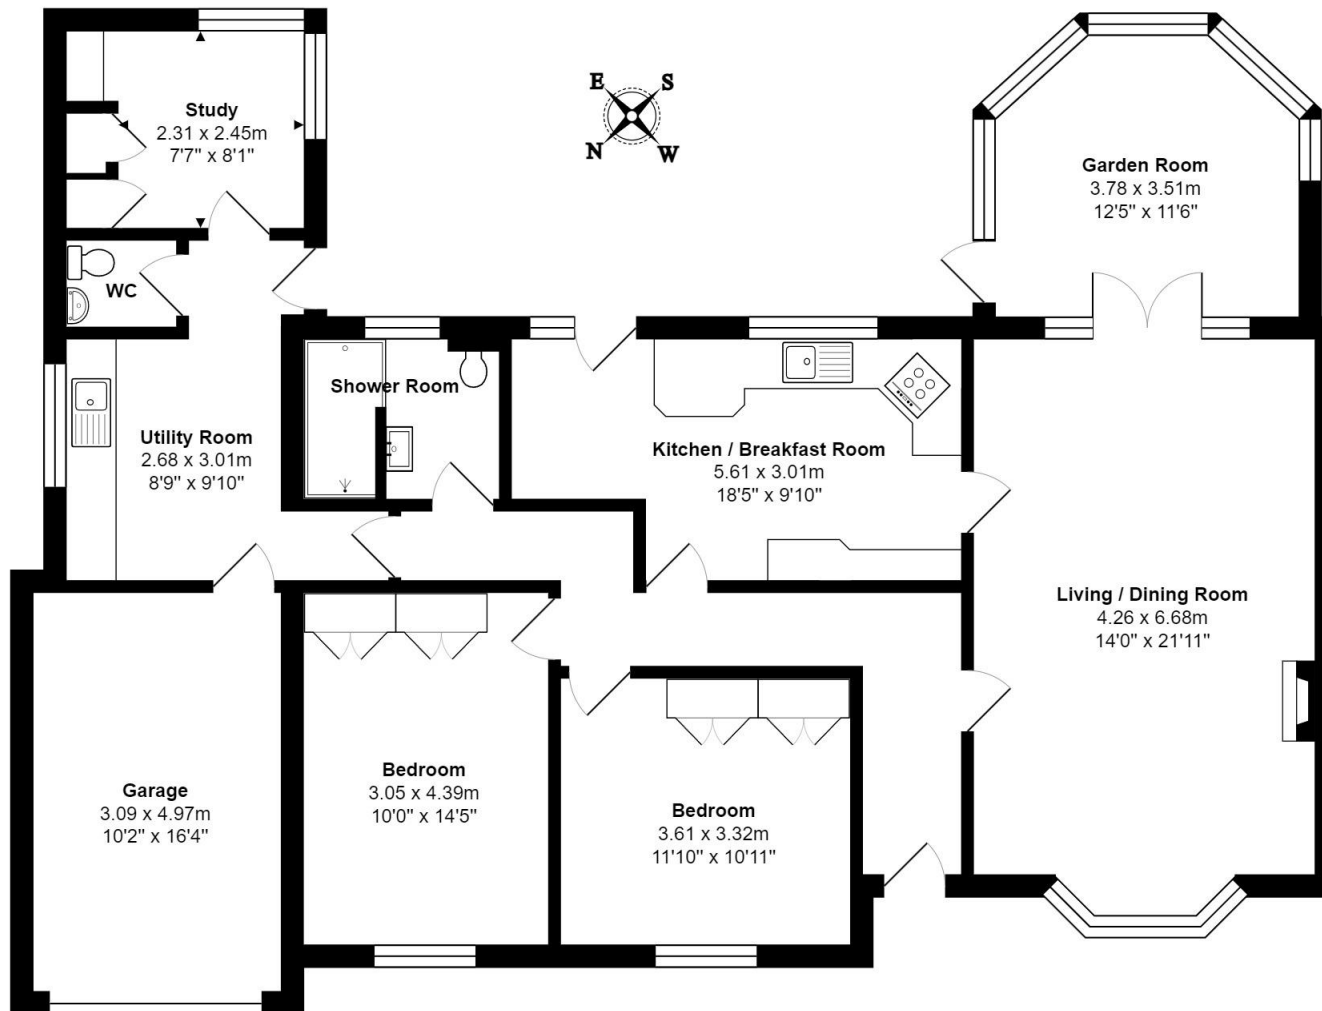 Study
2.31 x 2.45m
7'7" x 8'1"
E S
N W
Garden Room
3.78 x 3.51m
12'5" x 11'6"
WC
Shower Room
Utility Room
2.68 x 3.01m
8'9" x 9'10"
Kitchen / Breakfast Room
5.61 x 3.01m
18'5" x 9'10"
Living / Dining Room
4.26 x 6.68m
14'0" x 21'11"
Garage
3.09 x 4.97m
10'2" x 16'4"
Bedroom
3.05 x 4.39m
10'0" x 14'5"
Bedroom
3.61 x 3.32m
11'10" x 10'11"